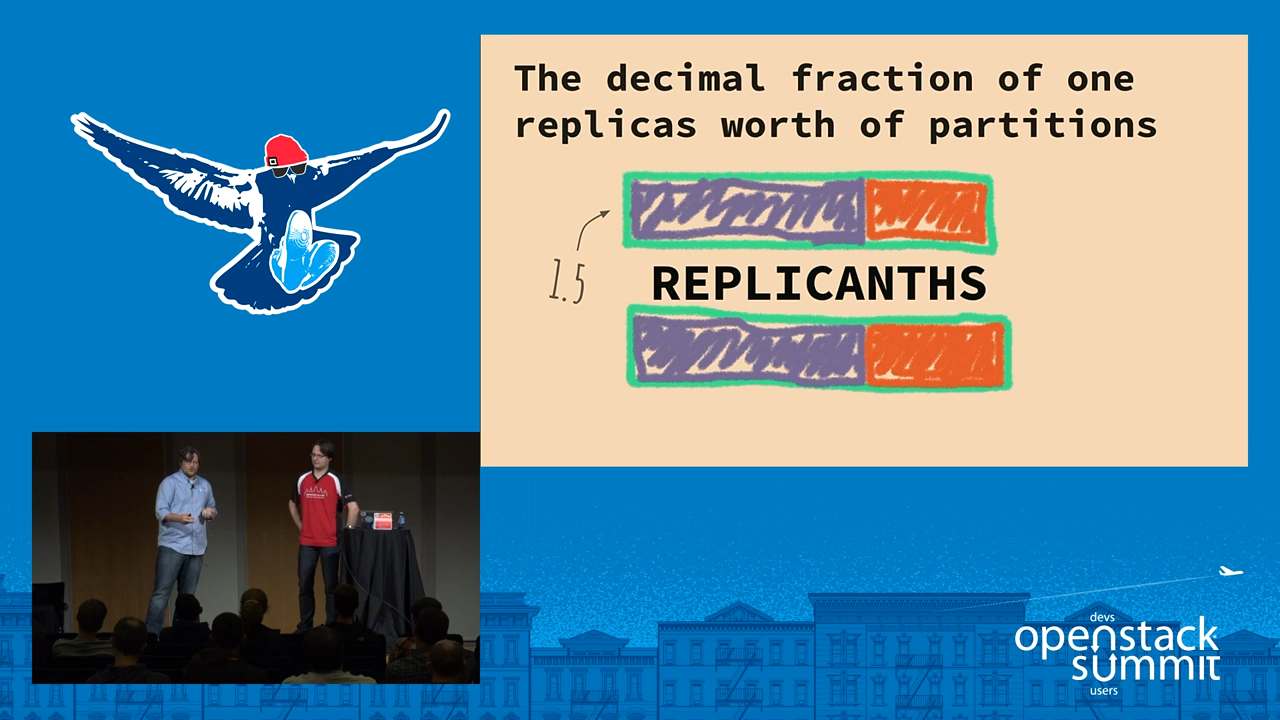 The decimal fraction of one
replicas worth of partitions
1.5
REPLICANTHS
devs
openstack
summit
users